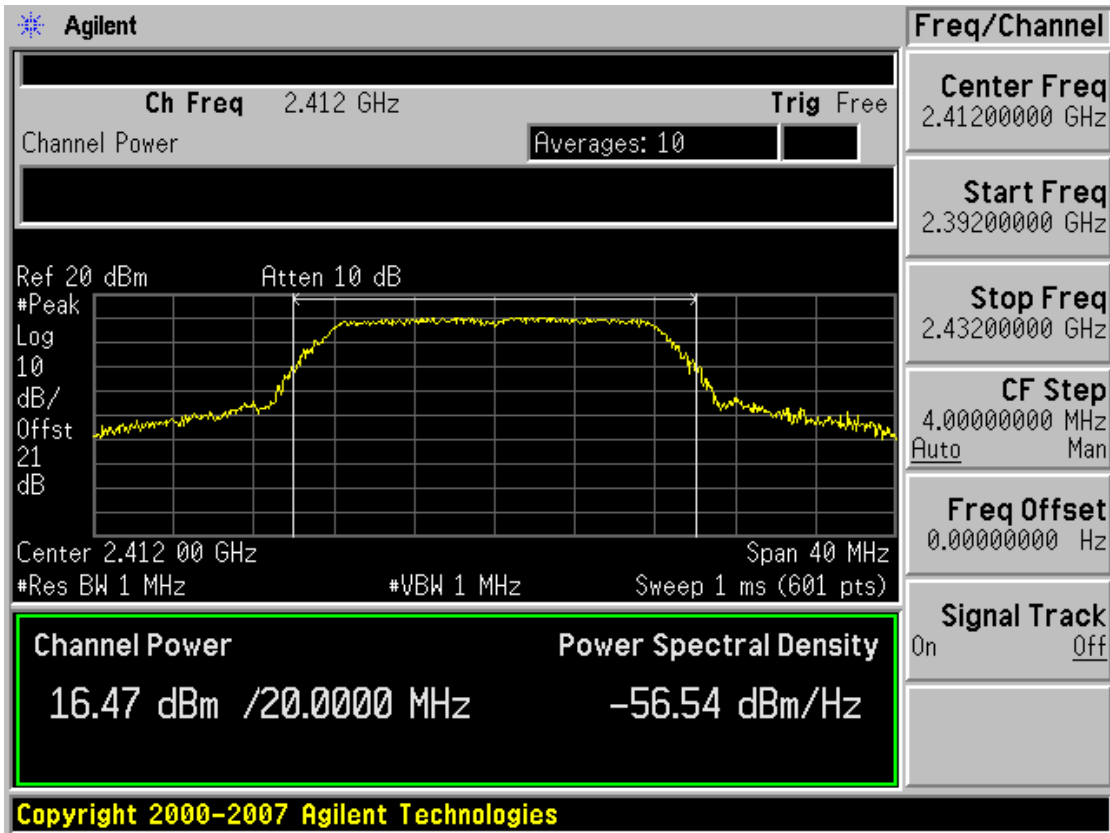 Agilent
Freq/Channel
Ch Freq 2.412 GHz Trig Free
Channel Power Averages: 10
Ref 20 dBm Atten 10 dB
#Peak
Log
10
dB/
Offst
21
dB
Center 2.412 00 GHz Span 40 MHz
#Res BW 1 MHz #VBW 1 MHz Sweep 1 ms (601 pts)
Channel Power Power Spectral Density
16.47 dBm /20.0000 MHz -56.54 dBm/Hz
Center Freq
2.41200000 GHz
Start Freq
2.39200000 GHz
Stop Freq
2.43200000 GHz
CF Step
4.00000000 MHz
Auto Man
Freq Offset
0.00000000 Hz
Signal Track
On Off
Copyright 2000-2007 Agilent Technologies